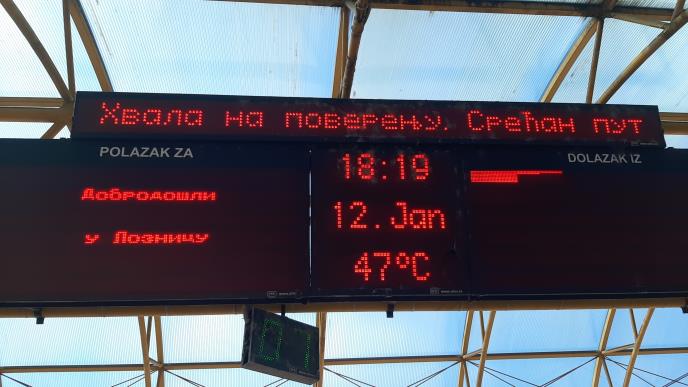 Хвала на поверењу. Срећан пут
POLAZAK ZA
DOLAZAK IZ
18:19
Добродошли
12.Jan
у Лозницу
47°C